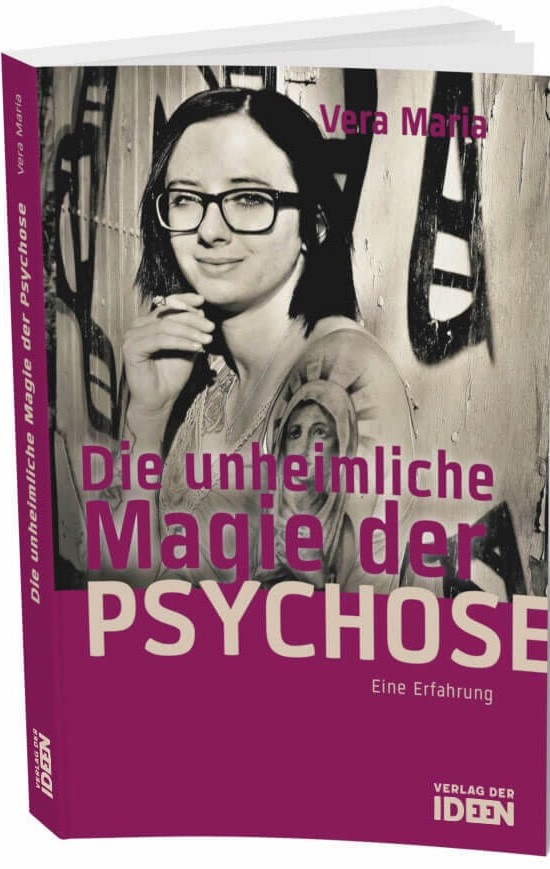 Vera Maria
Die unheimliche
Magie der
PSYCHOSE
Eine Erfahrung
VERLAG DER
IDEEN
Vera Maria
Die unheimliche Magie der Psychose
VERLAG DER
IDEEN